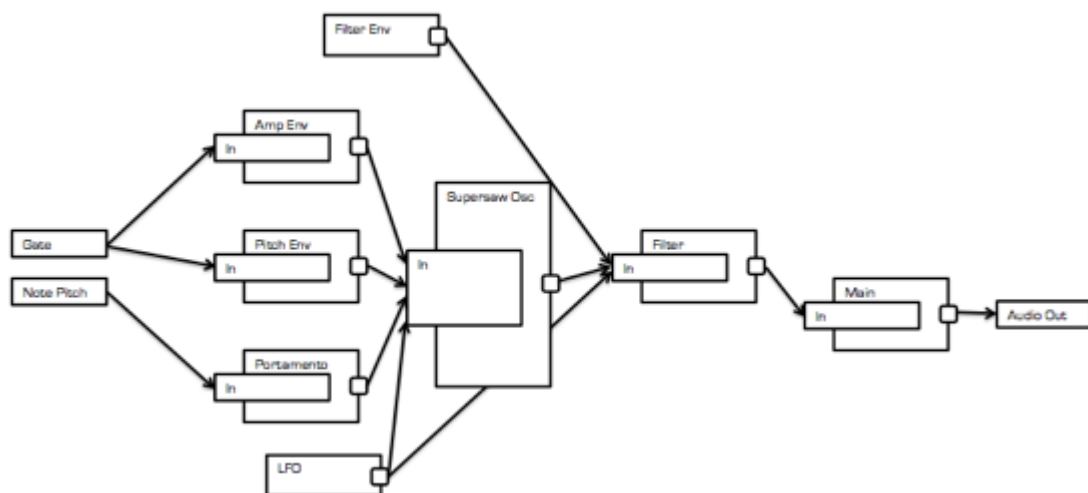 Filter Env
Amp Env
In
Supersaw Osc
In
Gate
Pitch Env
In
Filter
In
Note Pitch
Main
In
Audio Out
Portamento
In
LFO